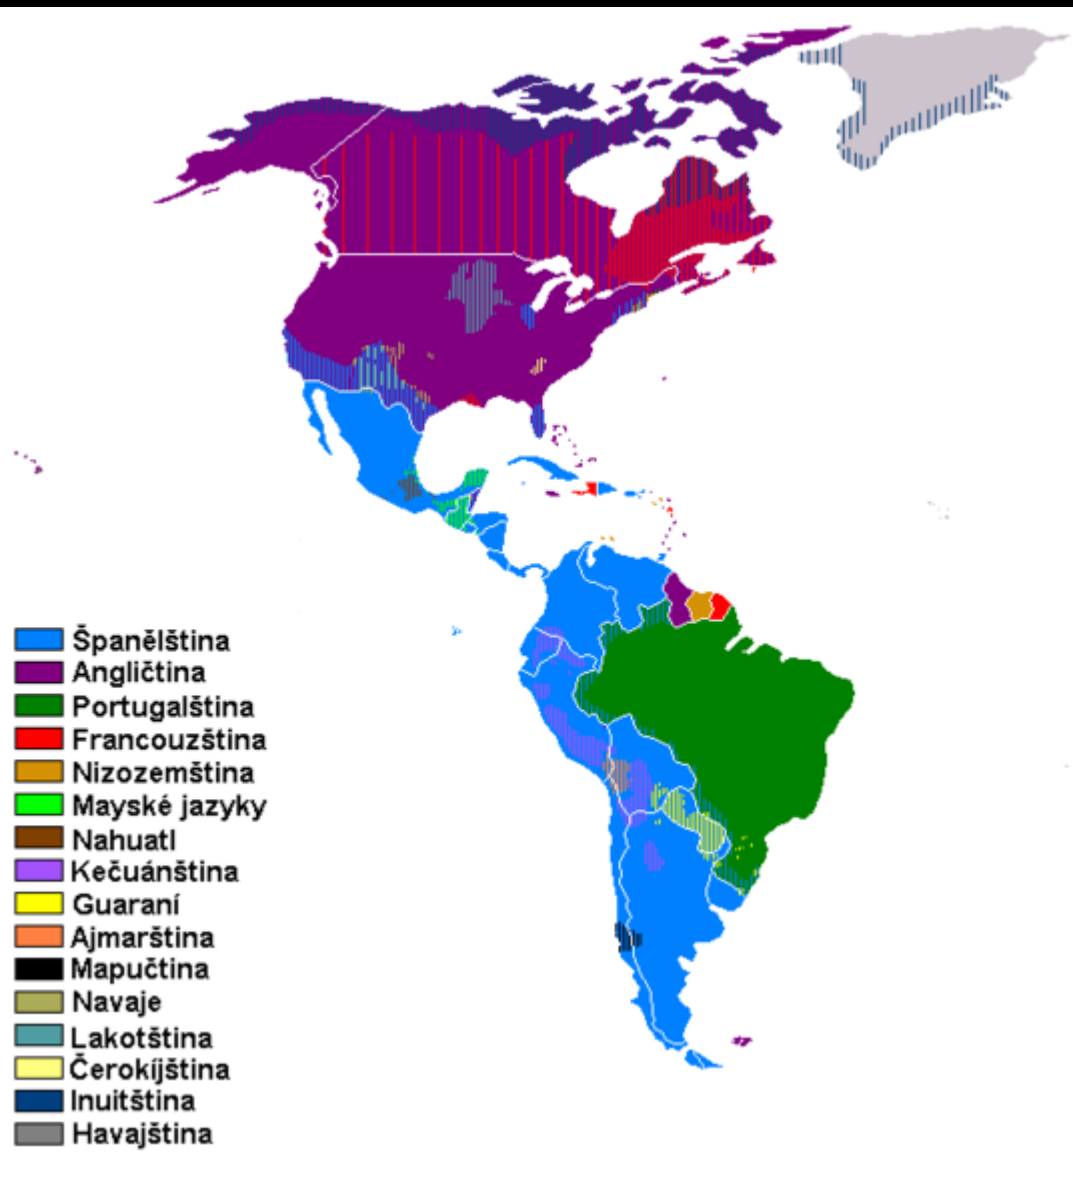 Španělština
Angličtina
Portugalština
Francouzština
Nizozemština
Mayské jazyky
Nahuatl
Kečuánština
Guaraní
Ajmarština
Mapučtina
Navaje
Lakotština
Čerokíjština
Inuitština
Havajština